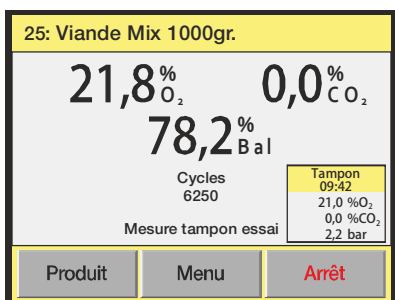 25: Viande Mix 1000gr.
21,8 % O₂ 0,0 % CO₂
78,2 % Bal
Cycles
6250
Mesure tampon essai
Tampon
09:42
21,0 %O₂
0,0 %CO₂
2,2 bar
Produit Menu Arrêt